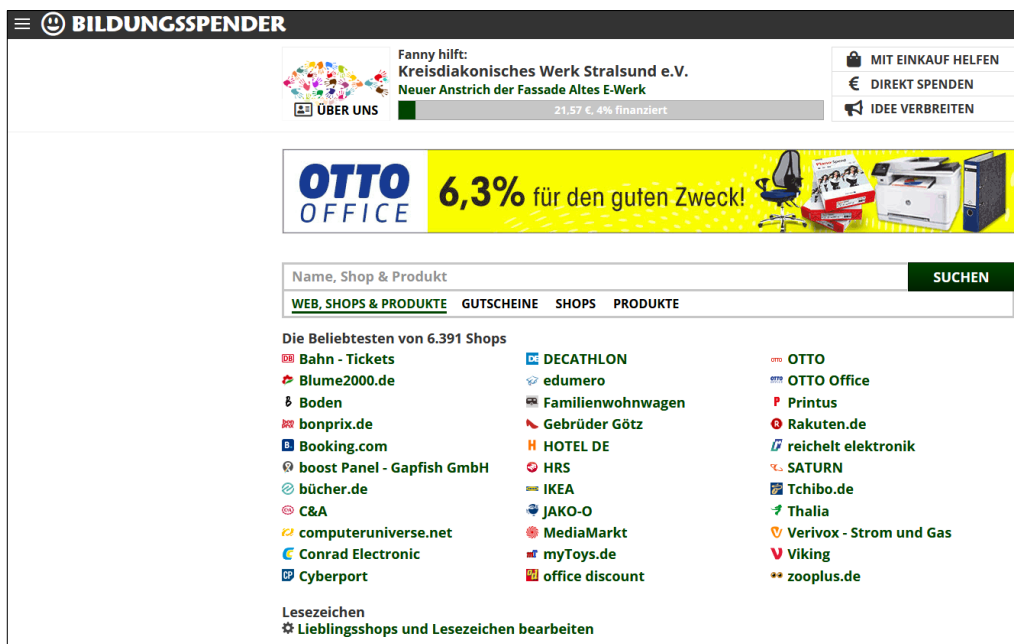 BILDUNGSSPENDER
Fanny hilft:
Kreisdiakonisches Werk Stralsund e.V.
Neuer Anstrich der Fassade Altes E-Werk
ÜBER UNS
21,57 €, 4% finanziert
MIT EINKAUF HELFEN
€ DIREKT SPENDEN
IDEE VERBREITEN
OTTO
OFFICE
6,3% für den guten Zweck!
Name, Shop & Produkt
SUCHEN
WEB, SHOPS & PRODUKTE GUTSCHEINE SHOPS PRODUKTE
Die Beliebtesten von 6.391 Shops
DB Bahn - Tickets
Blume2000.de
Boden
bonprix.de
Booking.com
boost Panel - Gapfish GmbH
bücher.de
C&A
computeruniverse.net
Conrad Electronic
CP Cyberport
DECATHLON
edumero
Familienwohnwagen
Gebrüder Götz
H HOTEL DE
HRS
IKEA
JAKO-O
MediaMarkt
myToys.de
office discount
OTTO
OTTO Office
Printus
Rakuten.de
reichelt elektronik
SATURN
Tchibo.de
Thalia
Verivox - Strom und Gas
Viking
zooplus.de
Lesezeichen
Lieblingsshops und Lesezeichen bearbeiten